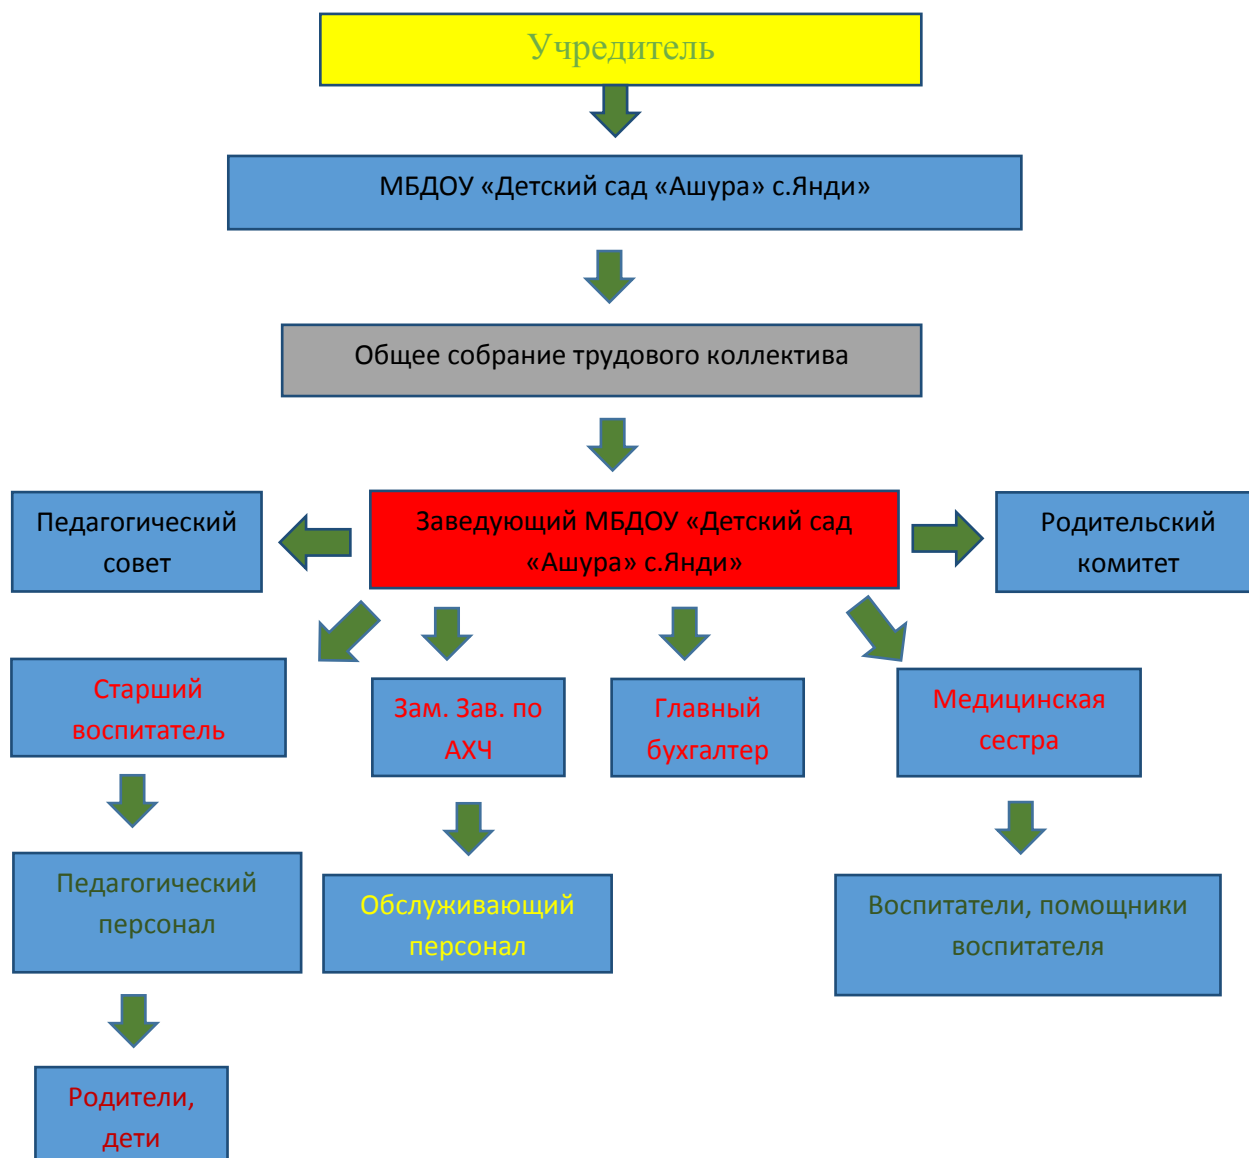 Учредитель
МБДОУ «Детский сад «Ашура» с.Янди»
Общее собрание трудового коллектива
Педагогический
совет
Заведующий МБДОУ «Детский сад
«Ашура» с.Янди»
Родительский
комитет
Старший
воспитатель
Зам. Зав. по
АХЧ
Главный
бухгалтер
Медицинская
сестра
Педагогический
персонал
Обслуживающий
персонал
Воспитатели, помощники
воспитателя
Родители,
дети